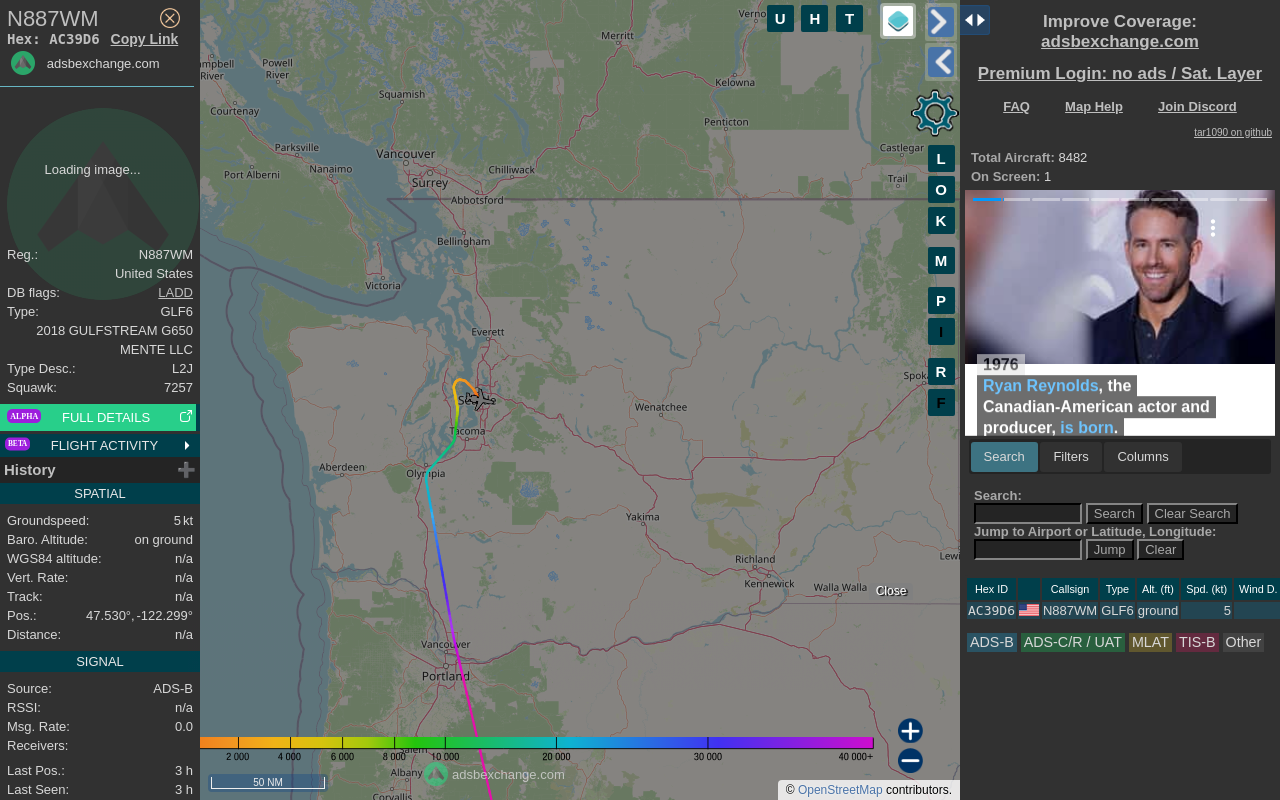 N887WM
Hex: AC39D6 Copy Link
adsbexchange.com
Loading image...
Reg.: N887WM
United States
DB flags: LADD
Type: GLF6
2018 GULFSTREAM G650
MENTE LLC
Type Desc.: L2J
Squawk: 7257
ALPHA FULL DETAILS
BETA FLIGHT ACTIVITY
History
SPATIAL
Groundspeed: 5 kt
Baro. Altitude: on ground
WGS84 altitude: n/a
Vert. Rate: n/a
Track: n/a
Pos.: 47.530°, -122.299°
Distance: n/a
SIGNAL
Source: ADS-B
RSSI: n/a
Msg. Rate: 0.0
Receivers:
Last Pos.: 3 h
Last Seen: 3 h
U H T
L
O
K
M
P
I
R
F
Merritt
Powell
River
River
Squamish
Kelowna
Courtenay
Penticton
Parksville
Vancouver
Castlegar
Nanaimo
Port Alberni
Chilliwack
Surrey
Trail
Abbotsford
Bellingham
Victoria
Everett
Wenatchee
Tacoma
Aberdeen
Olympia
Yakima
Richland
Kennewick
Walla Walla
Close
Vancouver
Portland
Albany
Corvallis
2 000 4 000 6 000 8 000 10 000 20 000 30 000 40 000+
adsbexchange.com
50 NM
© OpenStreetMap contributors.
Improve Coverage:
adsbexchange.com
Premium Login: no ads / Sat. Layer
FAQ Map Help Join Discord
tar1090 on github
Total Aircraft: 8482
On Screen: 1
1976
Ryan Reynolds, the
Canadian-American actor and
producer, is born.
Search Filters Columns
Search:
Search Clear Search
Jump to Airport or Latitude, Longitude:
Jump Clear
Hex ID Callsign Type Alt. (ft) Spd. (kt) Wind D.
AC39D6 N887WM GLF6 ground 5
ADS-B ADS-C/R / UAT MLAT TIS-B Other